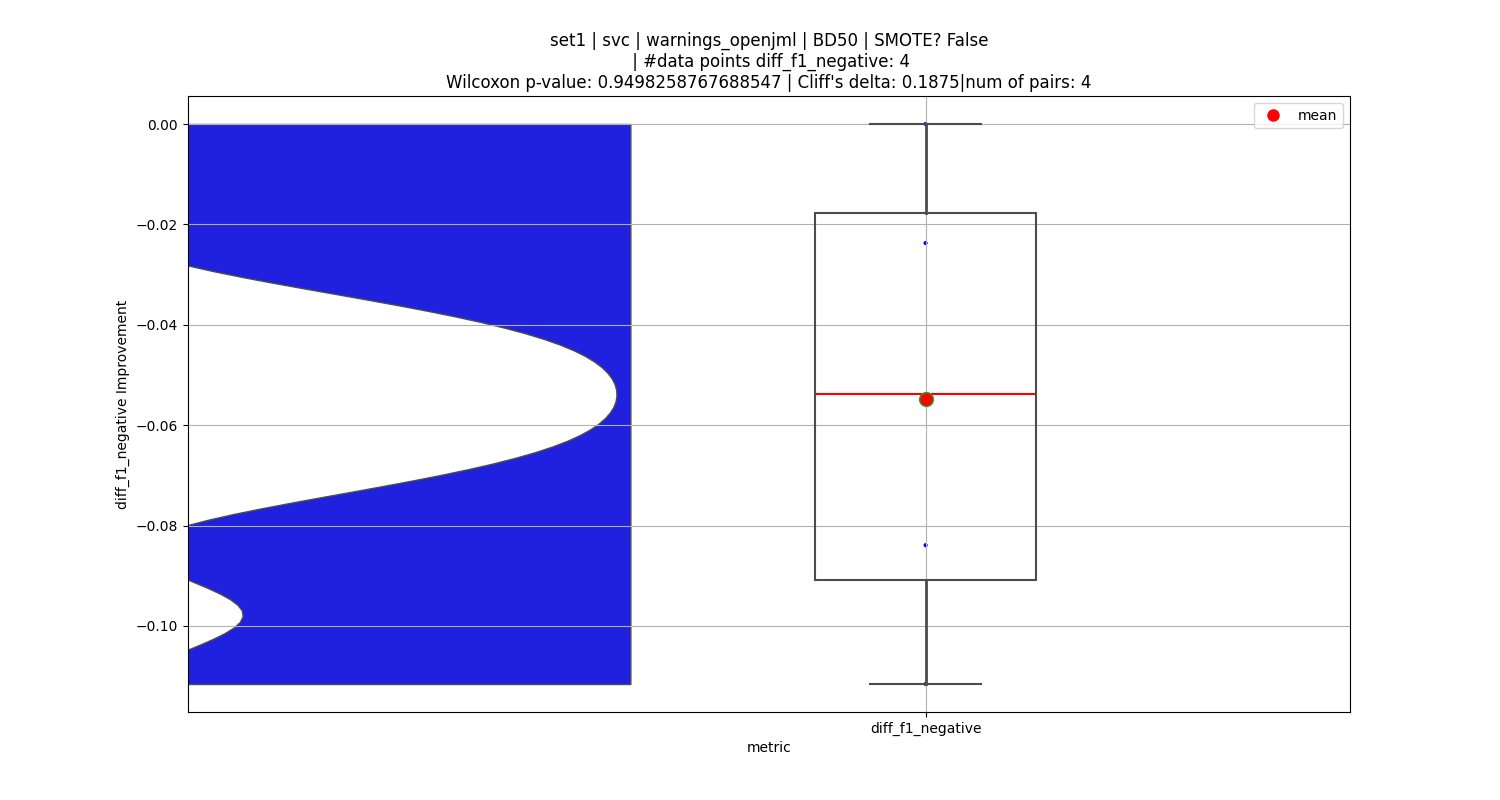 set1 | svc | warnings_openjml | BD50 | SMOTE? False
| #data points diff_f1_negative: 4
Wilcoxon p-value: 0.9498258767688547 | Cliff's delta: 0.1875|num of pairs: 4
mean
0.00
−0.02
−0.04
−0.06
−0.08
−0.10
diff_f1_negative Improvement
diff_f1_negative
metric